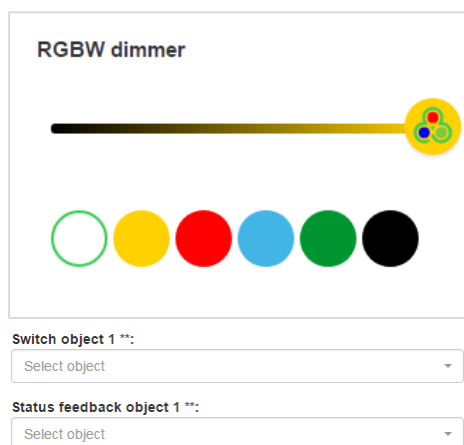 RGBW dimmer
Switch object 1 **:
Select object
Status feedback object 1 **:
Select object